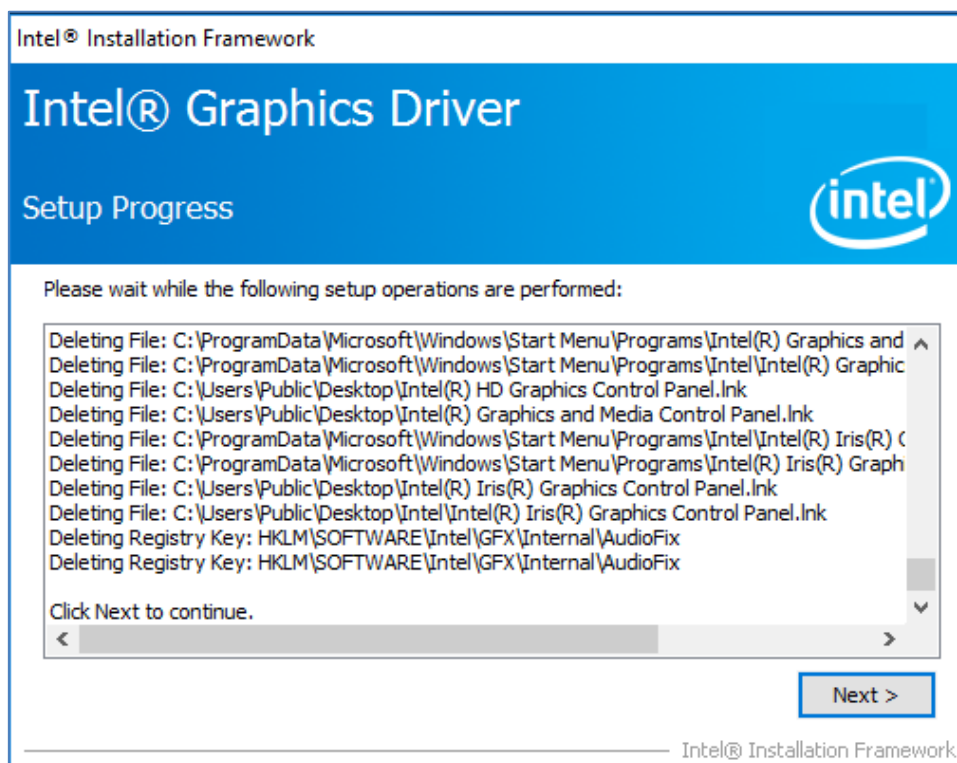 Intel® Installation Framework
Intel® Graphics Driver
Setup Progress
intel
Please wait while the following setup operations are performed:
Deleting File: C:\ProgramData\Microsoft\Windows\Start Menu\Programs\Intel(R) Graphics and
Deleting File: C:\ProgramData\Microsoft\Windows\Start Menu\Programs\Intel\Intel(R) Graphic
Deleting File: C:\Users\Public\Desktop\Intel(R) HD Graphics Control Panel.lnk
Deleting File: C:\Users\Public\Desktop\Intel(R) Graphics and Media Control Panel.lnk
Deleting File: C:\ProgramData\Microsoft\Windows\Start Menu\Programs\Intel\Intel(R) Iris(R) G
Deleting File: C:\ProgramData\Microsoft\Windows\Start Menu\Programs\Intel(R) Iris(R) Graphi
Deleting File: C:\Users\Public\Desktop\Intel(R) Iris(R) Graphics Control Panel.lnk
Deleting File: C:\Users\Public\Desktop\Intel\Intel(R) Iris(R) Graphics Control Panel.lnk
Deleting Registry Key: HKLM\SOFTWARE\Intel\GFX\Internal\AudioFix
Deleting Registry Key: HKLM\SOFTWARE\Intel\GFX\Internal\AudioFix
Click Next to continue.
Next >
Intel® Installation Framework